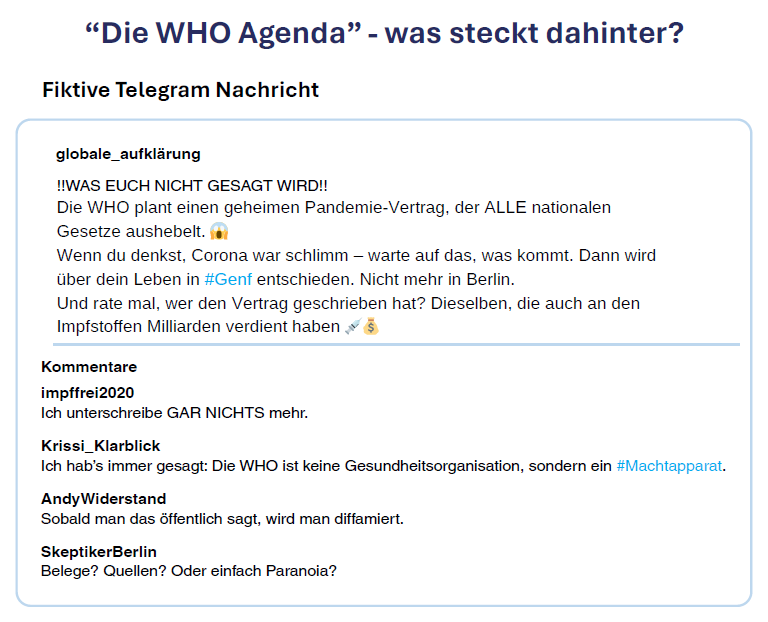 “Die WHO Agenda” - was steckt dahinter?
Fiktive Telegram Nachricht
globale_aufklärung
!!WAS EUCH NICHT GESAGT WIRD!!
Die WHO plant einen geheimen Pandemie-Vertrag, der ALLE nationalen
Gesetze aushebelt. 😱
Wenn du denkst, Corona war schlimm – warte auf das, was kommt. Dann wird
über dein Leben in #Genf entschieden. Nicht mehr in Berlin.
Und rate mal, wer den Vertrag geschrieben hat? Dieselben, die auch an den
Impfstoffen Milliarden verdient haben 💉💰
Kommentare
impffrei2020
Ich unterschreibe GAR NICHTS mehr.
Krissi_Klarblick
Ich hab’s immer gesagt: Die WHO ist keine Gesundheitsorganisation, sondern ein #Machtapparat.
AndyWiderstand
Sobald man das öffentlich sagt, wird man diffamiert.
SkeptikerBerlin
Belege? Quellen? Oder einfach Paranoia?